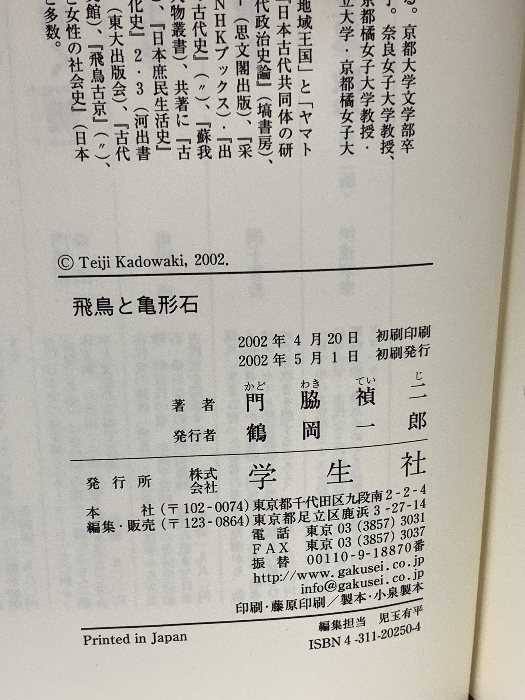 る。京都大学文学部卒
了。奈良女子大学教授、
京都橘女子大学教授・
立大学・京都橘女子大
地域王国』と『ヤマト
『日本古代共同体の研
代政治史論』(塙書房)、
』(思文閣出版)、『采
NHKブックス)・『出
古代史』(〃)、『蘇我
人物叢書)、共著に『古
』、『日本庶民生活史』
化史』2・3(河出書
(東大出版会)、『古代
館)、『飛鳥古京』(〃)、
と女性の社会史』(日本
ど多数。
© Teiji Kadowaki, 2002.
飛鳥と亀形石
2002年 4月20日 初刷印刷
2002年 5月 1日 初刷発行
かど わき てい じ
著者 門脇禎二
発行者 鶴岡一郎
発行所 株式会社 学生社
本社 (〒102-0074) 東京都千代田区九段南2-2-4
編集・販売 (〒123-0864) 東京都足立区鹿浜3-27-14
電話 東京 03 (3857) 3031
FAX 東京 03 (3857) 3037
振替 00110-9-18870番
http://www.gakusei.co.jp
info@gakusei.co.jp
印刷・藤原印刷/製本・小泉製本
編集担当 児玉有平
Printed in Japan
ISBN4-311-20250-4